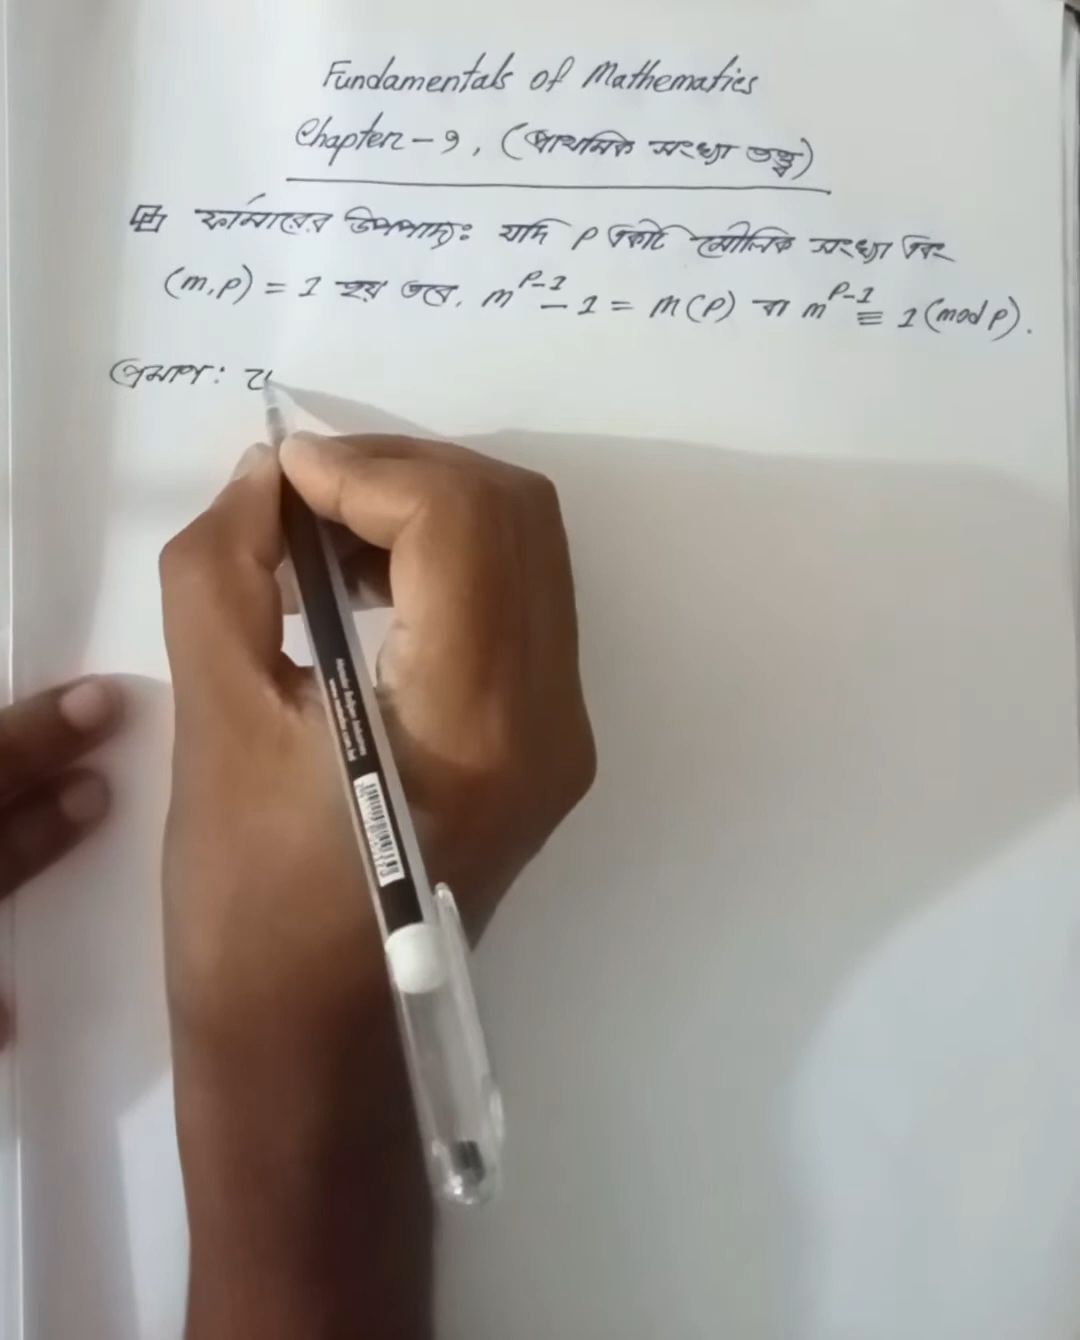 Fundamentals of Mathematics
Chapter - 9, (প্রাথমিক সংখ্যা তত্ত্ব)
ফার্মারের উপপাদ্য: যদি P একটি মৌলিক সংখ্যা এবং
(m, P) = 1 হয় তবে, m^{P-1} - 1 = M(P) বা m^{P-1} ≡ 1 (mod P).
প্রমাণ: য